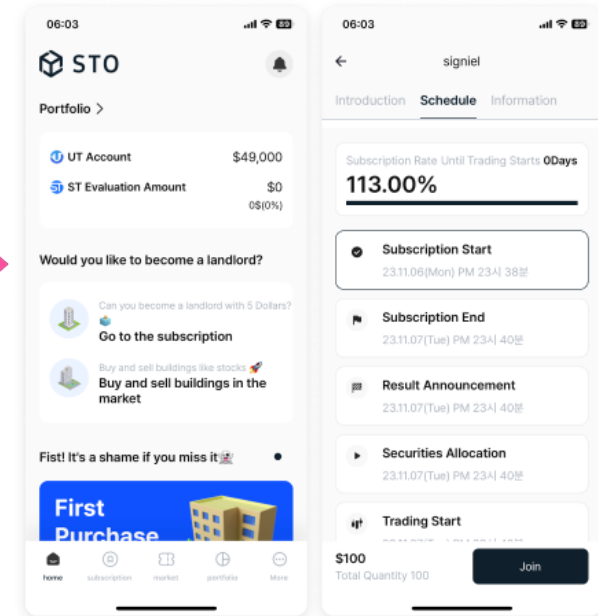 06:03
89
STO
Portfolio >
UT Account $49,000
ST Evaluation Amount $0
0$(0%)
Would you like to become a landlord?
Can you become a landlord with 5 Dollars?
🗳️
Go to the subscription
Buy and sell buildings like stocks 🚀
Buy and sell buildings in the
market
Fist! It's a shame if you miss it
First
Purchase
home subscription market portfolio More
06:03
89
signiel
Introduction Schedule Information
Subscription Rate Until Trading Starts 0Days
113.00%
Subscription Start
23.11.06(Mon) PM 23시 38분
Subscription End
23.11.07(Tue) PM 23시 40분
Result Announcement
23.11.07(Tue) PM 23시 40분
Securities Allocation
23.11.07(Tue) PM 23시 40분
Trading Start
$100
Total Quantity 100
Join